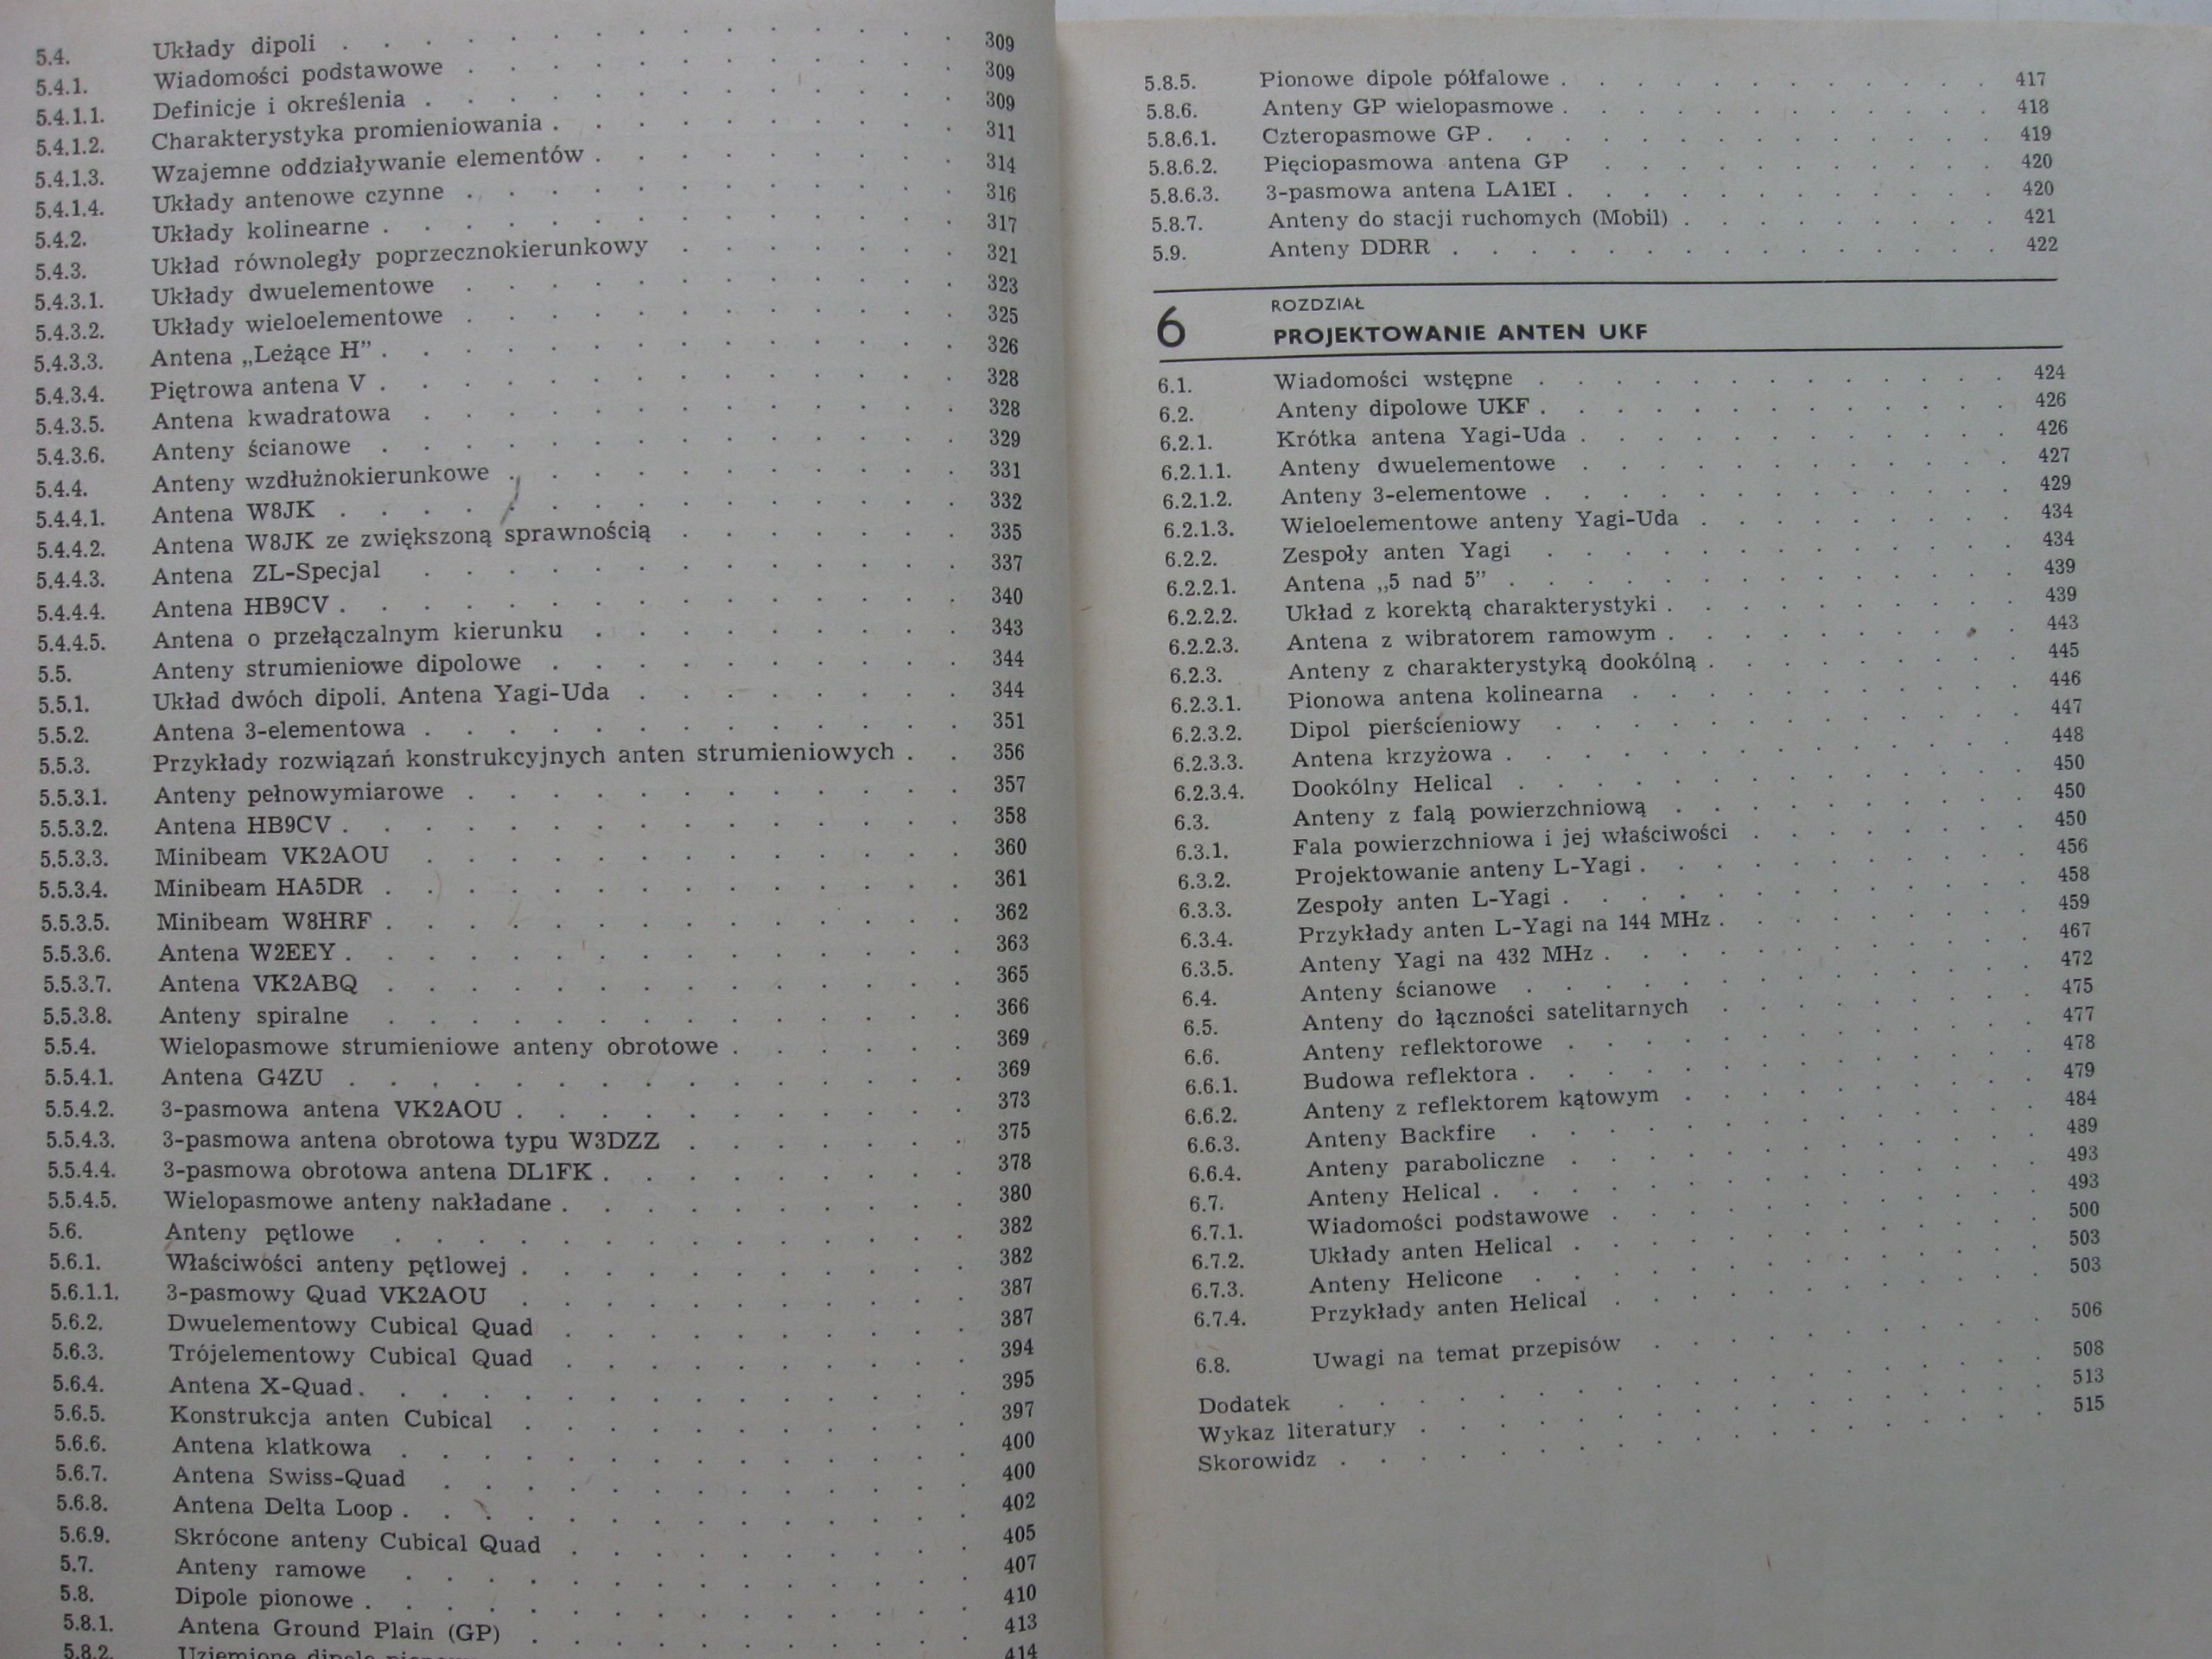 5.4. Układy dipoli . . . . . . . . . . . . . . . 309
5.4.1. Wiadomości podstawowe . . . . . . . . . . . . 309
5.4.1.1. Definicje i określenia . . . . . . . . . . . . . 309
5.4.1.2. Charakterystyka promieniowania . . . . . . . . . . 311
5.4.1.3. Wzajemne oddziaływanie elementów . . . . . . . . . 314
5.4.1.4. Układy antenowe czynne . . . . . . . . . . . . 316
5.4.2. Układy kolinearne . . . . . . . . . . . . . . 317
5.4.3. Układ równoległy poprzecznokierunkowy . . . . . . . 321
5.4.3.1. Układy dwuelementowe . . . . . . . . . . . . 323
5.4.3.2. Układy wieloelementowe . . . . . . . . . . . . 325
5.4.3.3. Antena „Leżące H” . . . . . . . . . . . . . . 326
5.4.3.4. Piętrowa antena V . . . . . . . . . . . . . . 328
5.4.3.5. Antena kwadratowa . . . . . . . . . . . . . 328
5.4.3.6. Anteny ścianowe . . . . . . . . . . . . . . 329
5.4.4. Anteny wzdłużnokierunkowe . . . . . . . . . . . 331
5.4.4.1. Antena W8JK . . . . . . . . . . . . . . . 332
5.4.4.2. Antena W8JK ze zwiększoną sprawnością . . . . . . . 335
5.4.4.3. Antena ZL-Specjal . . . . . . . . . . . . . 337
5.4.4.4. Antena HB9CV . . . . . . . . . . . . . . . 340
5.4.4.5. Antena o przełączalnym kierunku . . . . . . . . . 343
5.5. Anteny strumieniowe dipolowe . . . . . . . . . . 344
5.5.1. Układ dwóch dipoli. Antena Yagi-Uda . . . . . . . . 344
5.5.2. Antena 3-elementowa . . . . . . . . . . . . . 351
5.5.3. Przykłady rozwiązań konstrukcyjnych anten strumieniowych . . 356
5.5.3.1. Anteny pełnowymiarowe . . . . . . . . . . . . 357
5.5.3.2. Antena HB9CV . . . . . . . . . . . . . . . 358
5.5.3.3. Minibeam VK2AOU . . . . . . . . . . . . . 360
5.5.3.4. Minibeam HA5DR . . . . . . . . . . . . . . 361
5.5.3.5. Minibeam W8HRF . . . . . . . . . . . . . . 362
5.5.3.6. Antena W2EEY . . . . . . . . . . . . . . . 363
5.5.3.7. Antena VK2ABQ . . . . . . . . . . . . . . 365
5.5.3.8. Anteny spiralne . . . . . . . . . . . . . . 366
5.5.4. Wielopasmowe strumieniowe anteny obrotowe . . . . . . 369
5.5.4.1. Antena G4ZU . . . . . . . . . . . . . . . 369
5.5.4.2. 3-pasmowa antena VK2AOU . . . . . . . . . . . 373
5.5.4.3. 3-pasmowa antena obrotowa typu W3DZZ . . . . . . . 375
5.5.4.4. 3-pasmowa obrotowa antena DL1FK . . . . . . . . . 378
5.5.4.5. Wielopasmowe anteny nakładane . . . . . . . . . . 380
5.6. Anteny pętlowe . . . . . . . . . . . . . . 382
5.6.1. Właściwości anteny pętlowej . . . . . . . . . . . 382
5.6.1.1. 3-pasmowy Quad VK2AOU . . . . . . . . . . . 387
5.6.2. Dwuelementowy Cubical Quad . . . . . . . . . . 387
5.6.3. Trójelementowy Cubical Quad . . . . . . . . . . 394
5.6.4. Antena X-Quad . . . . . . . . . . . . . . . 395
5.6.5. Konstrukcja anten Cubical . . . . . . . . . . . 397
5.6.6. Antena klatkowa . . . . . . . . . . . . . . 400
5.6.7. Antena Swiss-Quad . . . . . . . . . . . . . 400
5.6.8. Antena Delta Loop . . . . . . . . . . . . . . 402
5.6.9. Skrócone anteny Cubical Quad . . . . . . . . . . 405
5.7. Anteny ramowe . . . . . . . . . . . . . . 407
5.8. Dipole pionowe . . . . . . . . . . . . . . . 410
5.8.1. Antena Ground Plain (GP) . . . . . . . . . . . 413
5.8.2. Uziemione dipole 414
5.8.5. Pionowe dipole półfalowe . . . . . . . . . . . . 417
5.8.6. Anteny GP wielopasmowe . . . . . . . . . . . . 418
5.8.6.1. Czteropasmowe GP . . . . . . . . . . . . . . 419
5.8.6.2. Pięciopasmowa antena GP . . . . . . . . . . . 420
5.8.6.3. 3-pasmowa antena LA1EI . . . . . . . . . . . . 420
5.8.7. Anteny do stacji ruchomych (Mobil) . . . . . . . . . 421
5.9. Anteny DDRR . . . . . . . . . . . . . . . 422
ROZDZIAŁ
6 PROJEKTOWANIE ANTEN UKF
6.1. Wiadomości wstępne . . . . . . . . . . . . . 424
6.2. Anteny dipolowe UKF . . . . . . . . . . . . . 426
6.2.1. Krótka antena Yagi-Uda . . . . . . . . . . . . 426
6.2.1.1. Anteny dwuelementowe . . . . . . . . . . . . 427
6.2.1.2. Anteny 3-elementowe . . . . . . . . . . . . . 429
6.2.1.3. Wieloelementowe anteny Yagi-Uda . . . . . . . . . 434
6.2.2. Zespoły anten Yagi . . . . . . . . . . . . . 434
6.2.2.1. Antena „5 nad 5” . . . . . . . . . . . . . . 439
6.2.2.2. Układ z korektą charakterystyki . . . . . . . . . . 439
6.2.2.3. Antena z wibratorem ramowym . . . . . . . . . . 443
6.2.3. Anteny z charakterystyką dookólną . . . . . . . . . 445
6.2.3.1. Pionowa antena kolinearna . . . . . . . . . . . 446
6.2.3.2. Dipol pierścieniowy . . . . . . . . . . . . . 447
6.2.3.3. Antena krzyżowa . . . . . . . . . . . . . . 448
6.2.3.4. Dookólny Helical . . . . . . . . . . . . . . 450
6.3. Anteny z falą powierzchniową . . . . . . . . . . 450
6.3.1. Fala powierzchniowa i jej właściwości . . . . . . . . 450
6.3.2. Projektowanie anteny L-Yagi . . . . . . . . . . . 456
6.3.3. Zespoły anten L-Yagi . . . . . . . . . . . . . 458
6.3.4. Przykłady anten L-Yagi na 144 MHz . . . . . . . . . 459
6.3.5. Anteny Yagi na 432 MHz . . . . . . . . . . . . 467
6.4. Anteny ścianowe . . . . . . . . . . . . . . 472
6.5. Anteny do łączności satelitarnych . . . . . . . . . 475
6.6. Anteny reflektorowe . . . . . . . . . . . . . 477
6.6.1. Budowa reflektora . . . . . . . . . . . . . . 478
6.6.2. Anteny z reflektorem kątowym . . . . . . . . . . 479
6.6.3. Anteny Backfire . . . . . . . . . . . . . . 484
6.6.4. Anteny paraboliczne . . . . . . . . . . . . . 489
6.7. Anteny Helical . . . . . . . . . . . . . . . 493
6.7.1. Wiadomości podstawowe . . . . . . . . . . . . 493
6.7.2. Układy anten Helical . . . . . . . . . . . . . 500
6.7.3. Anteny Helicone . . . . . . . . . . . . . . 503
6.7.4. Przykłady anten Helical . . . . . . . . . . . . 503
6.8. Uwagi na temat przepisów . . . . . . . . . . . 506
Dodatek . . . . . . . . . . . . . . . . . . 508
Wykaz literatury . . . . . . . . . . . . . . . . 513
Skorowidz . . . . . . . . . . . . . . . . . . 515